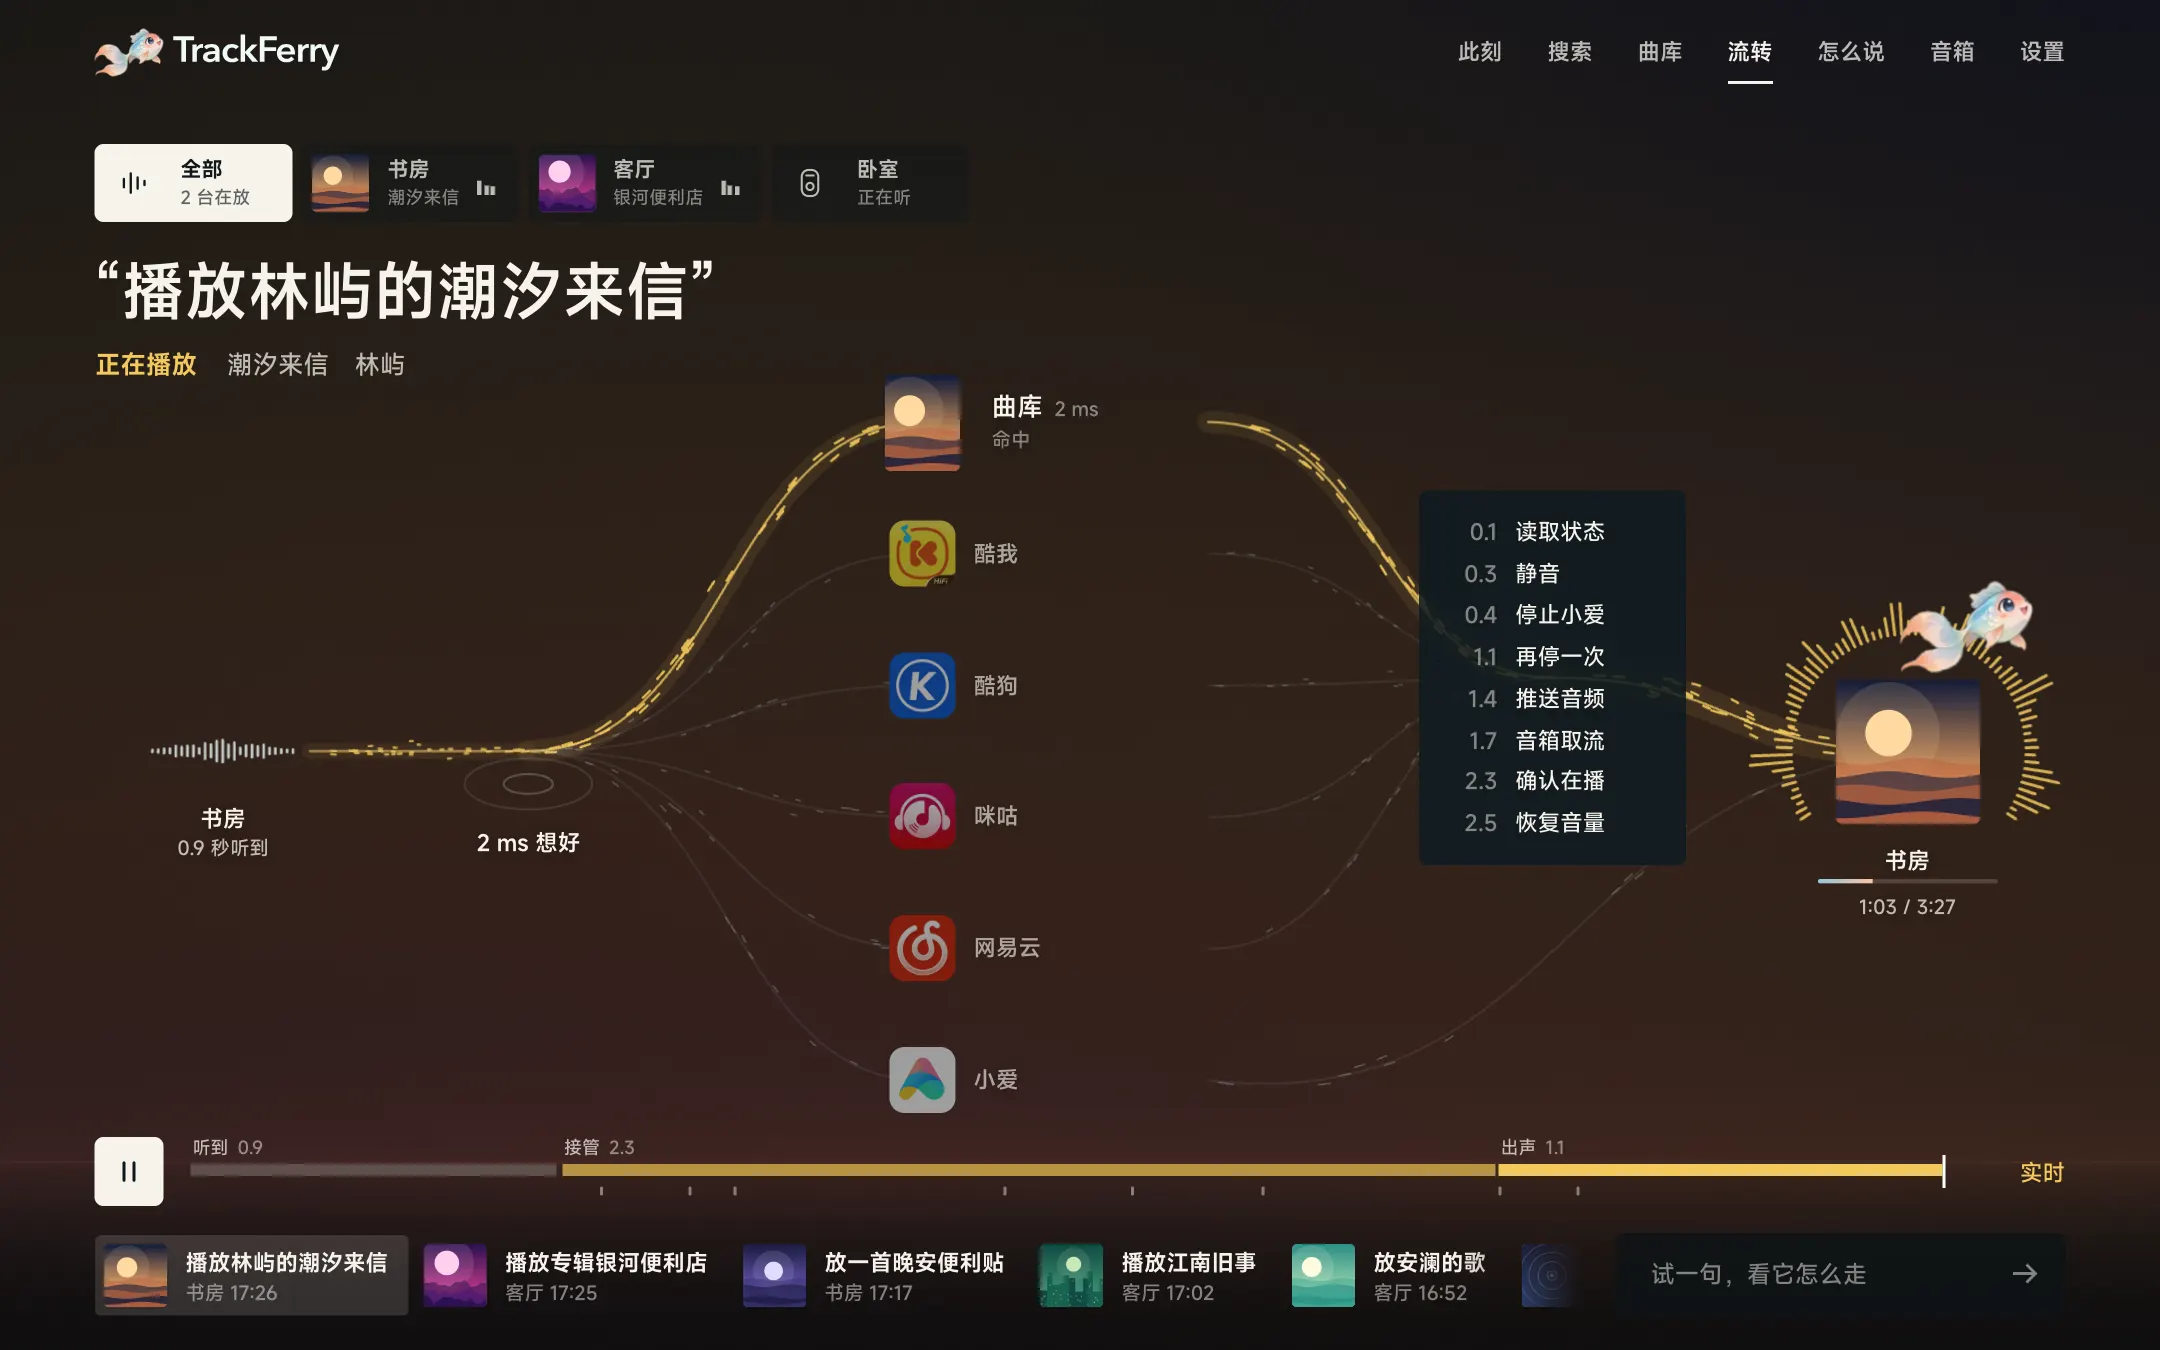 TrackFerry
此刻 搜索 曲库 流转 怎么说 音箱 设置
全部
2 台在放
书房
潮汐来信
客厅
银河便利店
卧室
正在听
“播放林屿的潮汐来信”
正在播放 潮汐来信 林屿
曲库 2 ms
命中
酷我
HiFi
酷狗
咪咕
网易云
小爱
书房
0.9 秒听到
2 ms 想好
0.1 读取状态
0.3 静音
0.4 停止小爱
1.1 再停一次
1.4 推送音频
1.7 音箱取流
2.3 确认在播
2.5 恢复音量
书房
1:03 / 3:27
听到 0.9
接管 2.3
出声 1.1
实时
播放林屿的潮汐来信
书房 17:26
播放专辑银河便利店
客厅 17:25
放一首晚安便利贴
书房 17:17
播放江南旧事
客厅 17:02
放安澜的歌
客厅 16:52
试一句，看它怎么走